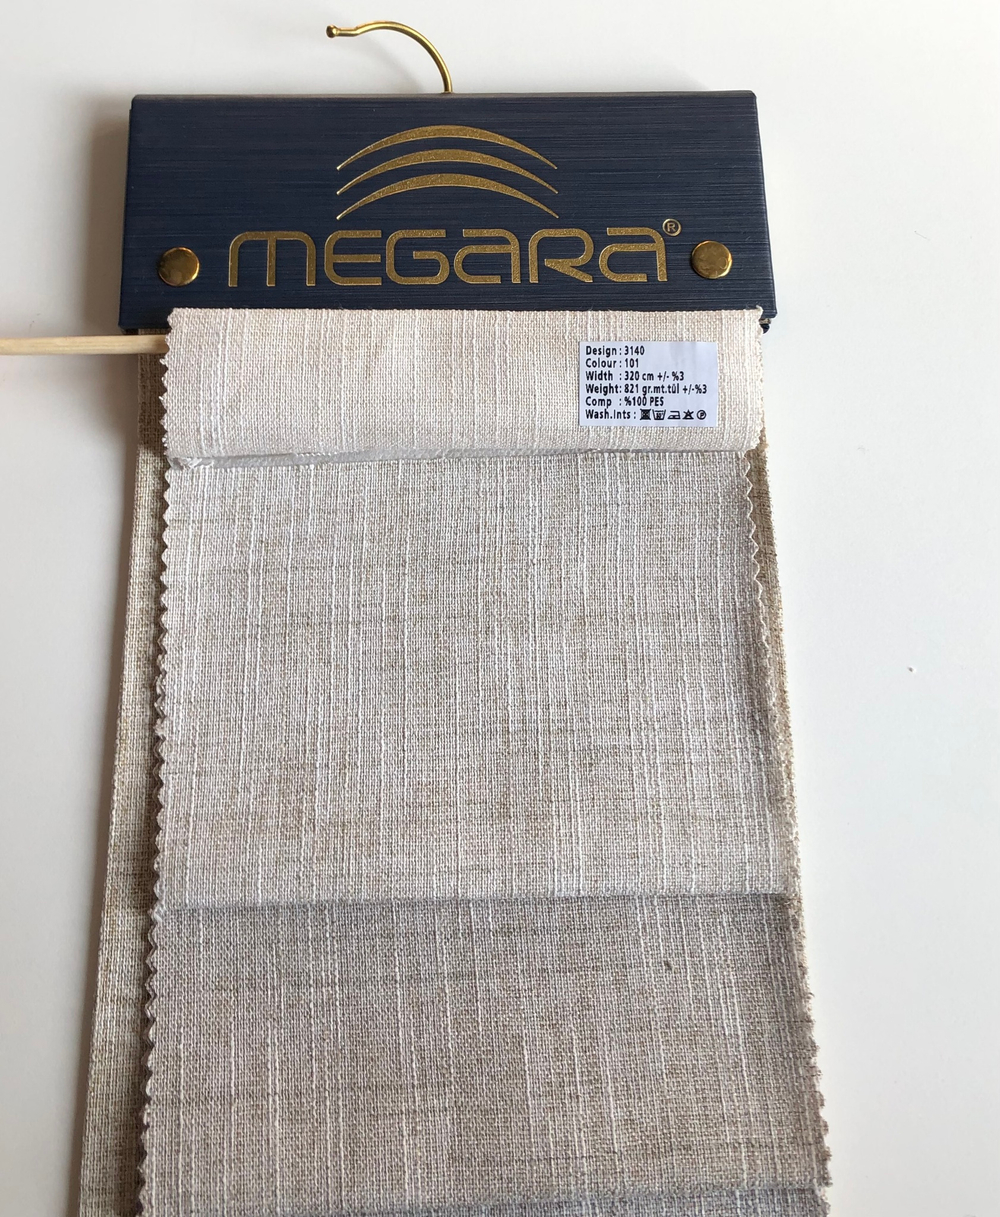 MEGARA®
Design : 3140
Colour : 101
Width : 320 cm +/- %3
Weight: 821 gr.mt.tül +/-%3
Comp : %100 PES
Wash.Ints :